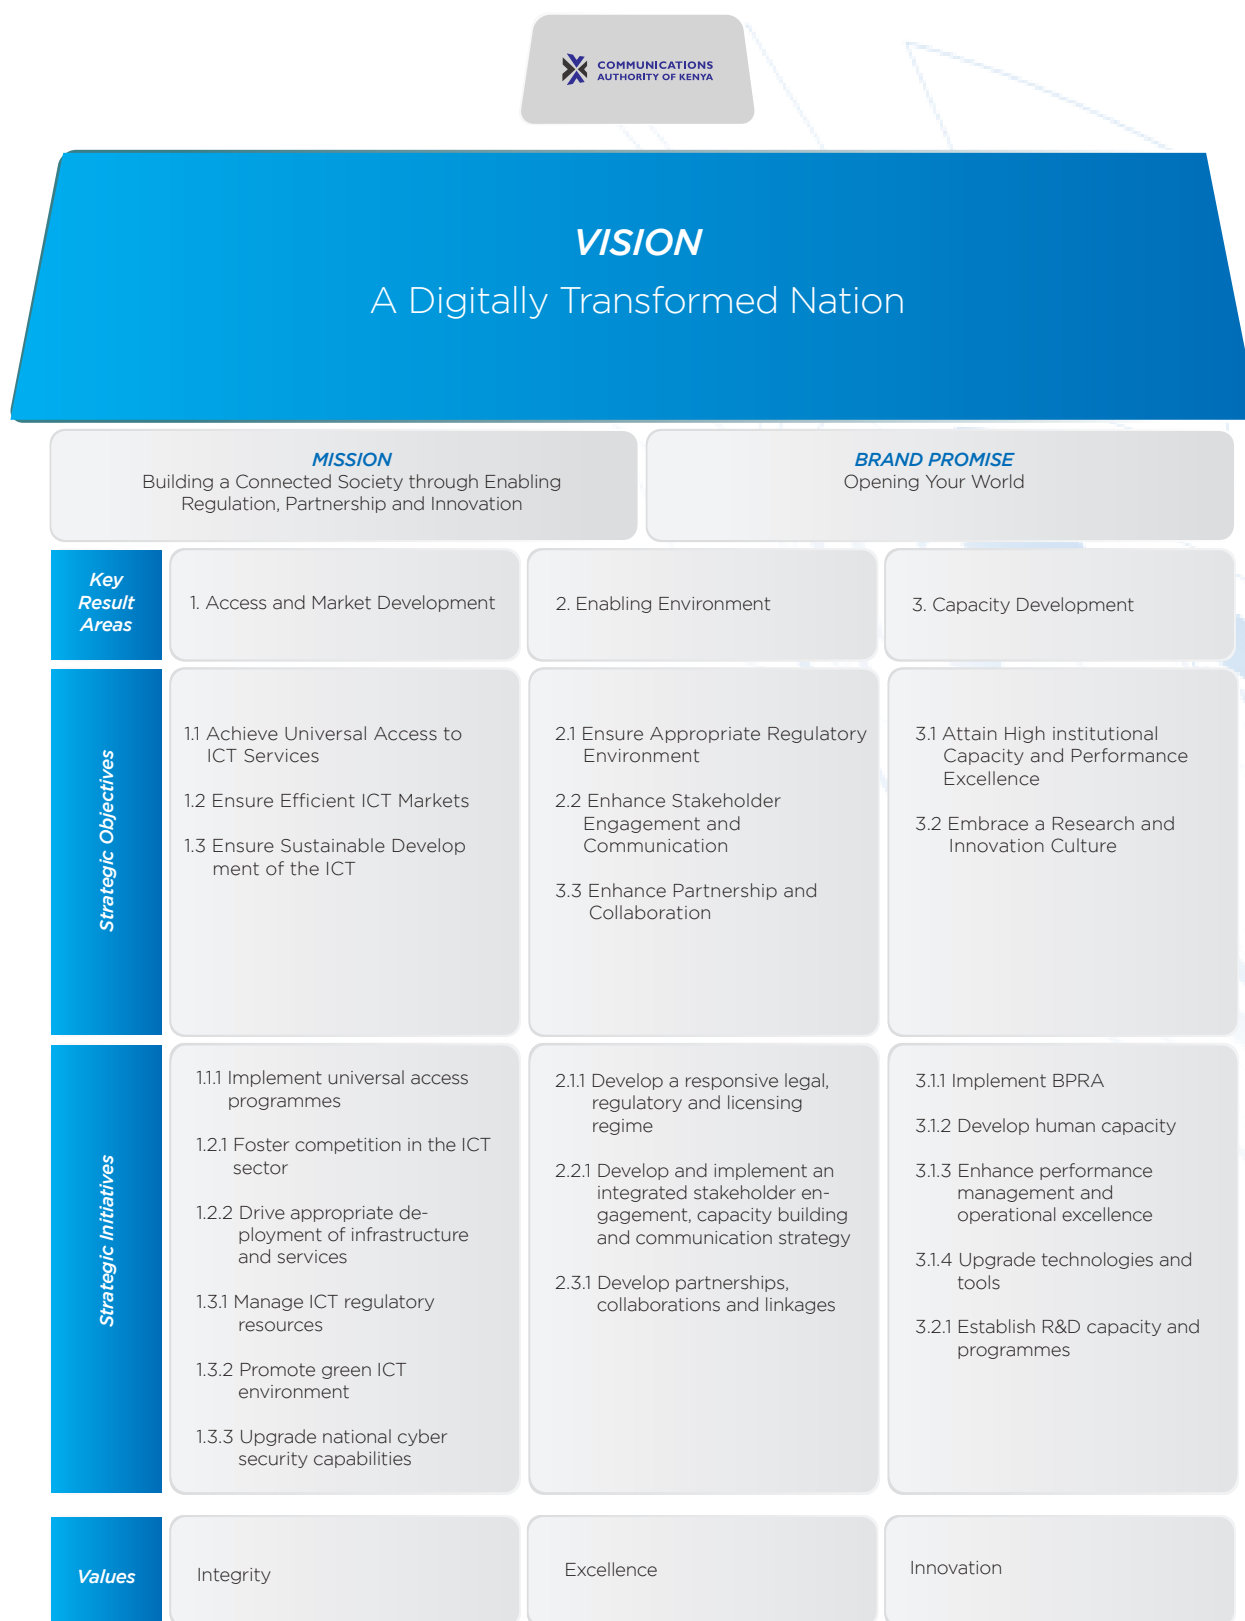 COMMUNICATIONS
AUTHORITY OF KENYA
VISION
A Digitally Transformed Nation
MISSION
Building a Connected Society through Enabling
Regulation, Partnership and Innovation
BRAND PROMISE
Opening Your World
Key
Result
Areas
1. Access and Market Development
2. Enabling Environment
3. Capacity Development
Strategic Objectives
1.1 Achieve Universal Access to
ICT Services
1.2 Ensure Efficient ICT Markets
1.3 Ensure Sustainable Develop
ment of the ICT
2.1 Ensure Appropriate Regulatory
Environment
2.2 Enhance Stakeholder
Engagement and
Communication
3.3 Enhance Partnership and
Collaboration
3.1 Attain High institutional
Capacity and Performance
Excellence
3.2 Embrace a Research and
Innovation Culture
Strategic Initiatives
1.1.1 Implement universal access
programmes
1.2.1 Foster competition in the ICT
sector
1.2.2 Drive appropriate de-
ployment of infrastructure
and services
1.3.1 Manage ICT regulatory
resources
1.3.2 Promote green ICT
environment
1.3.3 Upgrade national cyber
security capabilities
2.1.1 Develop a responsive legal,
regulatory and licensing
regime
2.2.1 Develop and implement an
integrated stakeholder en-
gagement, capacity building
and communication strategy
2.3.1 Develop partnerships,
collaborations and linkages
3.1.1 Implement BPRA
3.1.2 Develop human capacity
3.1.3 Enhance performance
management and
operational excellence
3.1.4 Upgrade technologies and
tools
3.2.1 Establish R&D capacity and
programmes
Values
Integrity
Excellence
Innovation